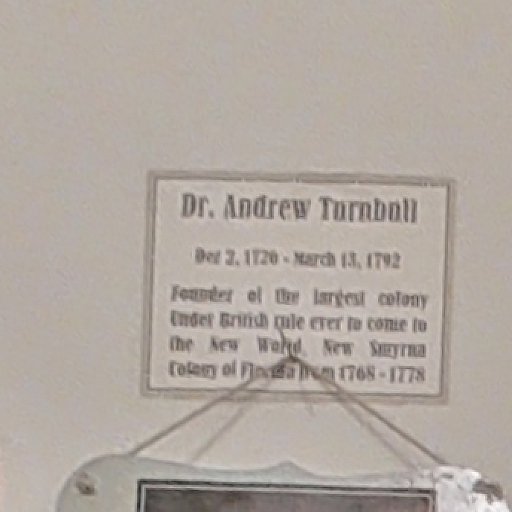 Dr. Andrew Turnbull
Dec 2, 1720 - March 13, 1792
Founder of the largest colony
Under British rule ever to come to
the New World, New Smyrna
Colony of Florida from 1768 - 1778